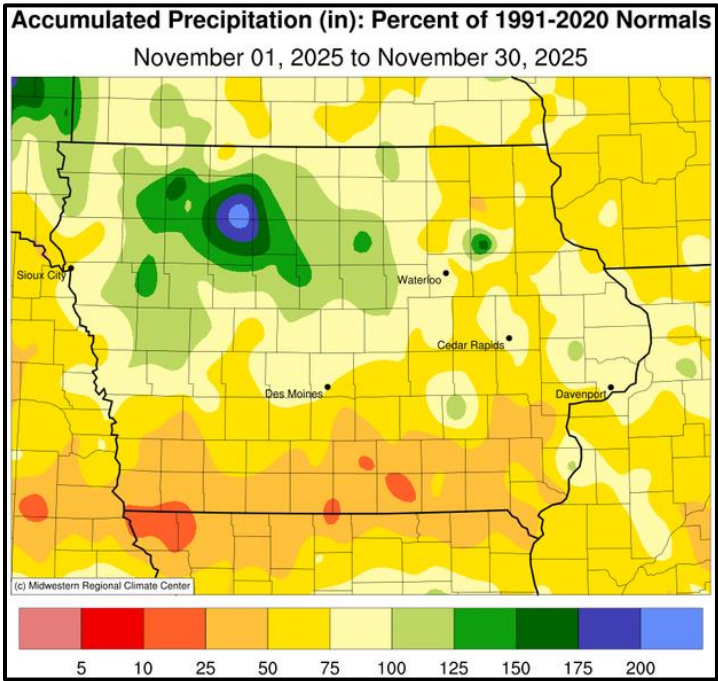 Accumulated Precipitation (in): Percent of 1991-2020 Normals
November 01, 2025 to November 30, 2025
Sioux City
Waterloo
Cedar Rapids
Des Moines
Davenport
(c) Midwestern Regional Climate Center
5 10 25 50 75 100 125 150 175 200